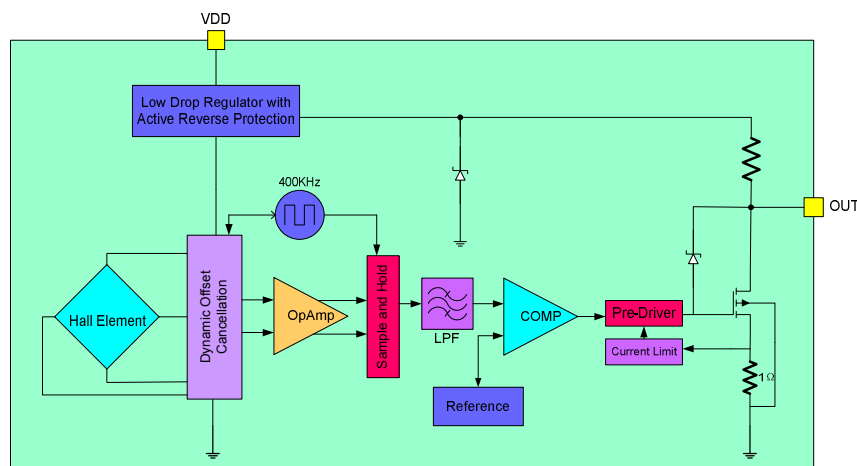 VDD
Low Drop Regulator with
Active Reverse Protection
400KHz
OUT
Hall Element
Dynamic Offset
Cancellation
OpAmp
Sample and Hold
LPF
COMP
Pre-Driver
Current Limit
1Ω
Reference